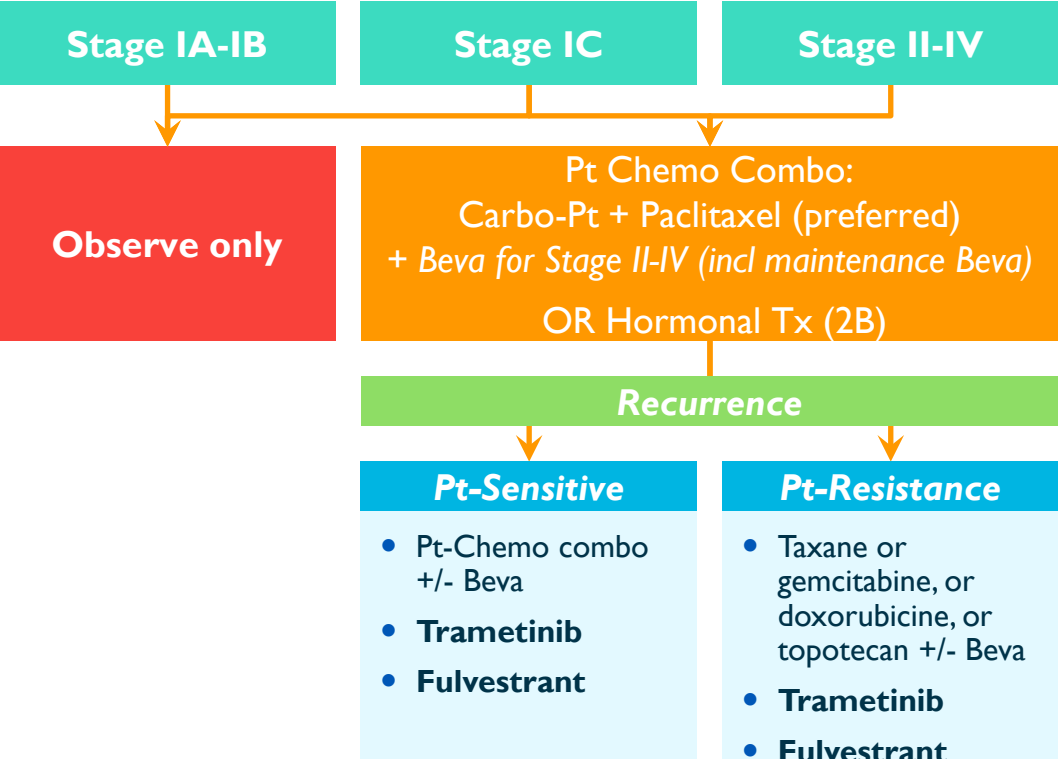 Stage IA-IB
Stage IC
Stage II-IV
Observe only
Pt Chemo Combo:
Carbo-Pt + Paclitaxel (preferred)
+ Beva for Stage II-IV (incl maintenance Beva)
OR Hormonal Tx (2B)
Recurrence
Pt-Sensitive
• Pt-Chemo combo
+/- Beva
• Trametinib
• Fulvestrant
Pt-Resistance
• Taxane or
gemcitabine, or
doxorubicine, or
topotecan +/- Beva
• Trametinib
• Fulvestrant